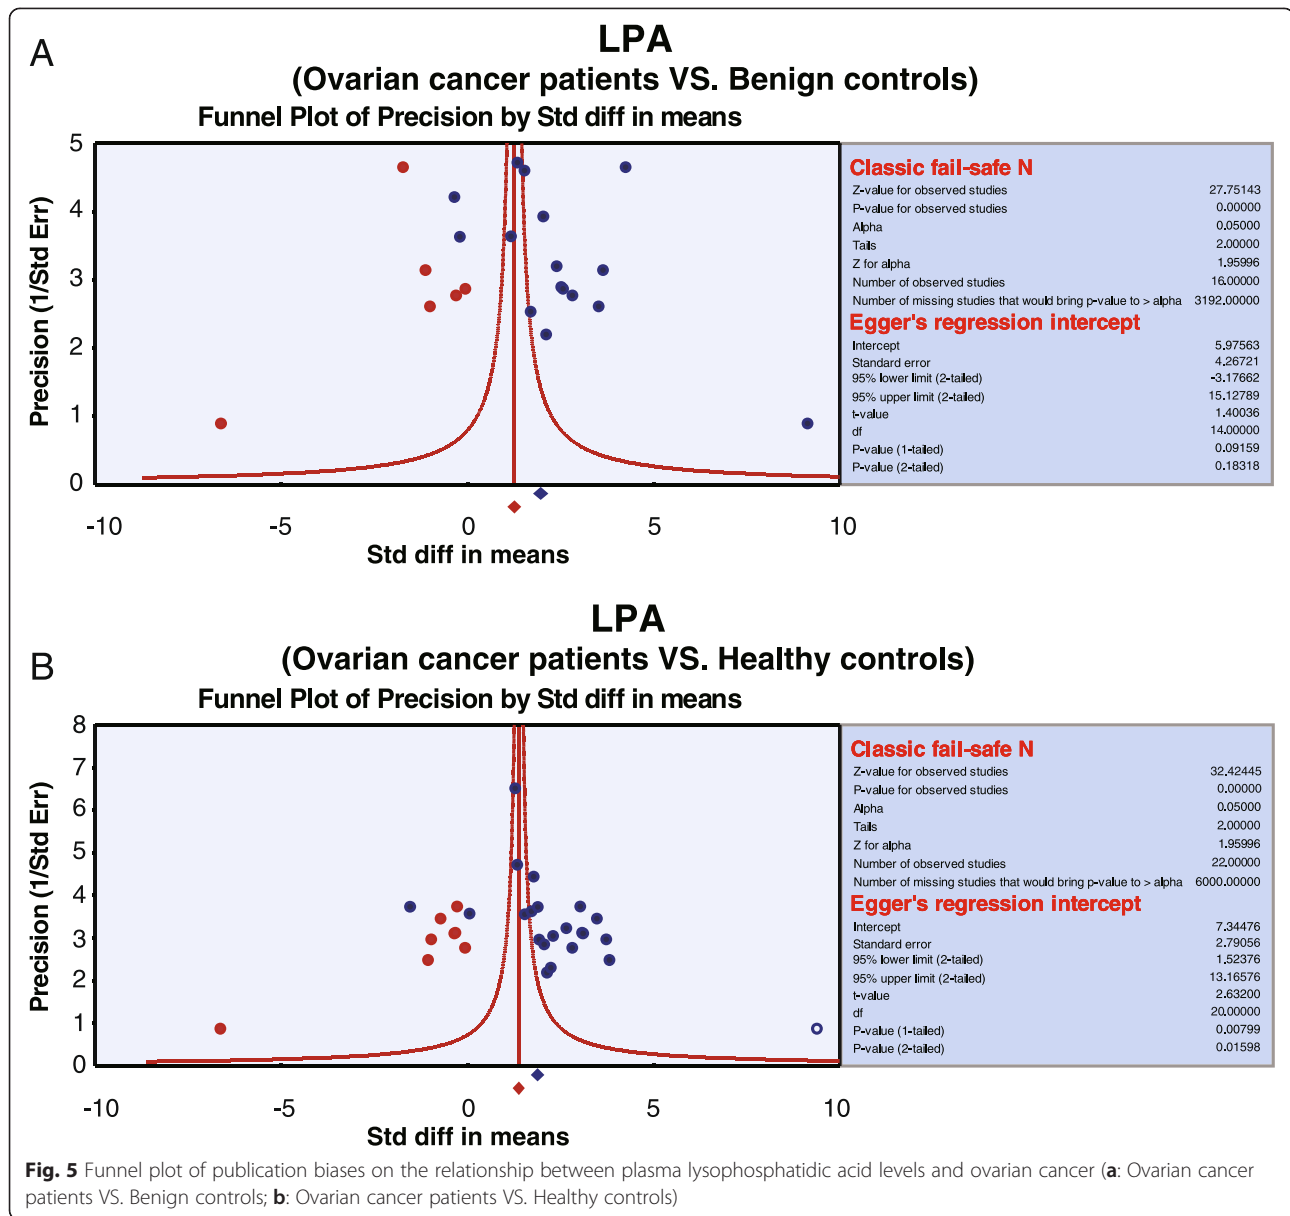 A
LPA
(Ovarian cancer patients VS. Benign controls)
Funnel Plot of Precision by Std diff in means
5
4
3
2
1
0
Precision (1/Std Err)
-10
-5
0
5
10
Std diff in means
Classic fail-safe N
Z-value for observed studies 27.75143
P-value for observed studies 0.00000
Alpha 0.05000
Tails 2.00000
Z for alpha 1.95996
Number of observed studies 16.00000
Number of missing studies that would bring p-value to > alpha 3192.00000
Egger's regression intercept
Intercept 5.97563
Standard error 4.26721
95% lower limit (2-tailed) -3.17662
95% upper limit (2-tailed) 15.12789
t-value 1.40036
df 14.00000
P-value (1-tailed) 0.09159
P-value (2-tailed) 0.18318
B
LPA
(Ovarian cancer patients VS. Healthy controls)
Funnel Plot of Precision by Std diff in means
8
7
6
5
4
3
2
1
0
Precision (1/Std Err)
-10
-5
0
5
10
Std diff in means
Classic fail-safe N
Z-value for observed studies 32.42445
P-value for observed studies 0.00000
Alpha 0.05000
Tails 2.00000
Z for alpha 1.95996
Number of observed studies 22.00000
Number of missing studies that would bring p-value to > alpha 6000.00000
Egger's regression intercept
Intercept 7.34476
Standard error 2.79056
95% lower limit (2-tailed) 1.52376
95% upper limit (2-tailed) 13.16576
t-value 2.63200
df 20.00000
P-value (1-tailed) 0.00799
P-value (2-tailed) 0.01598
Fig. 5 Funnel plot of publication biases on the relationship between plasma lysophosphatidic acid levels and ovarian cancer (a: Ovarian cancer
patients VS. Benign controls; b: Ovarian cancer patients VS. Healthy controls)